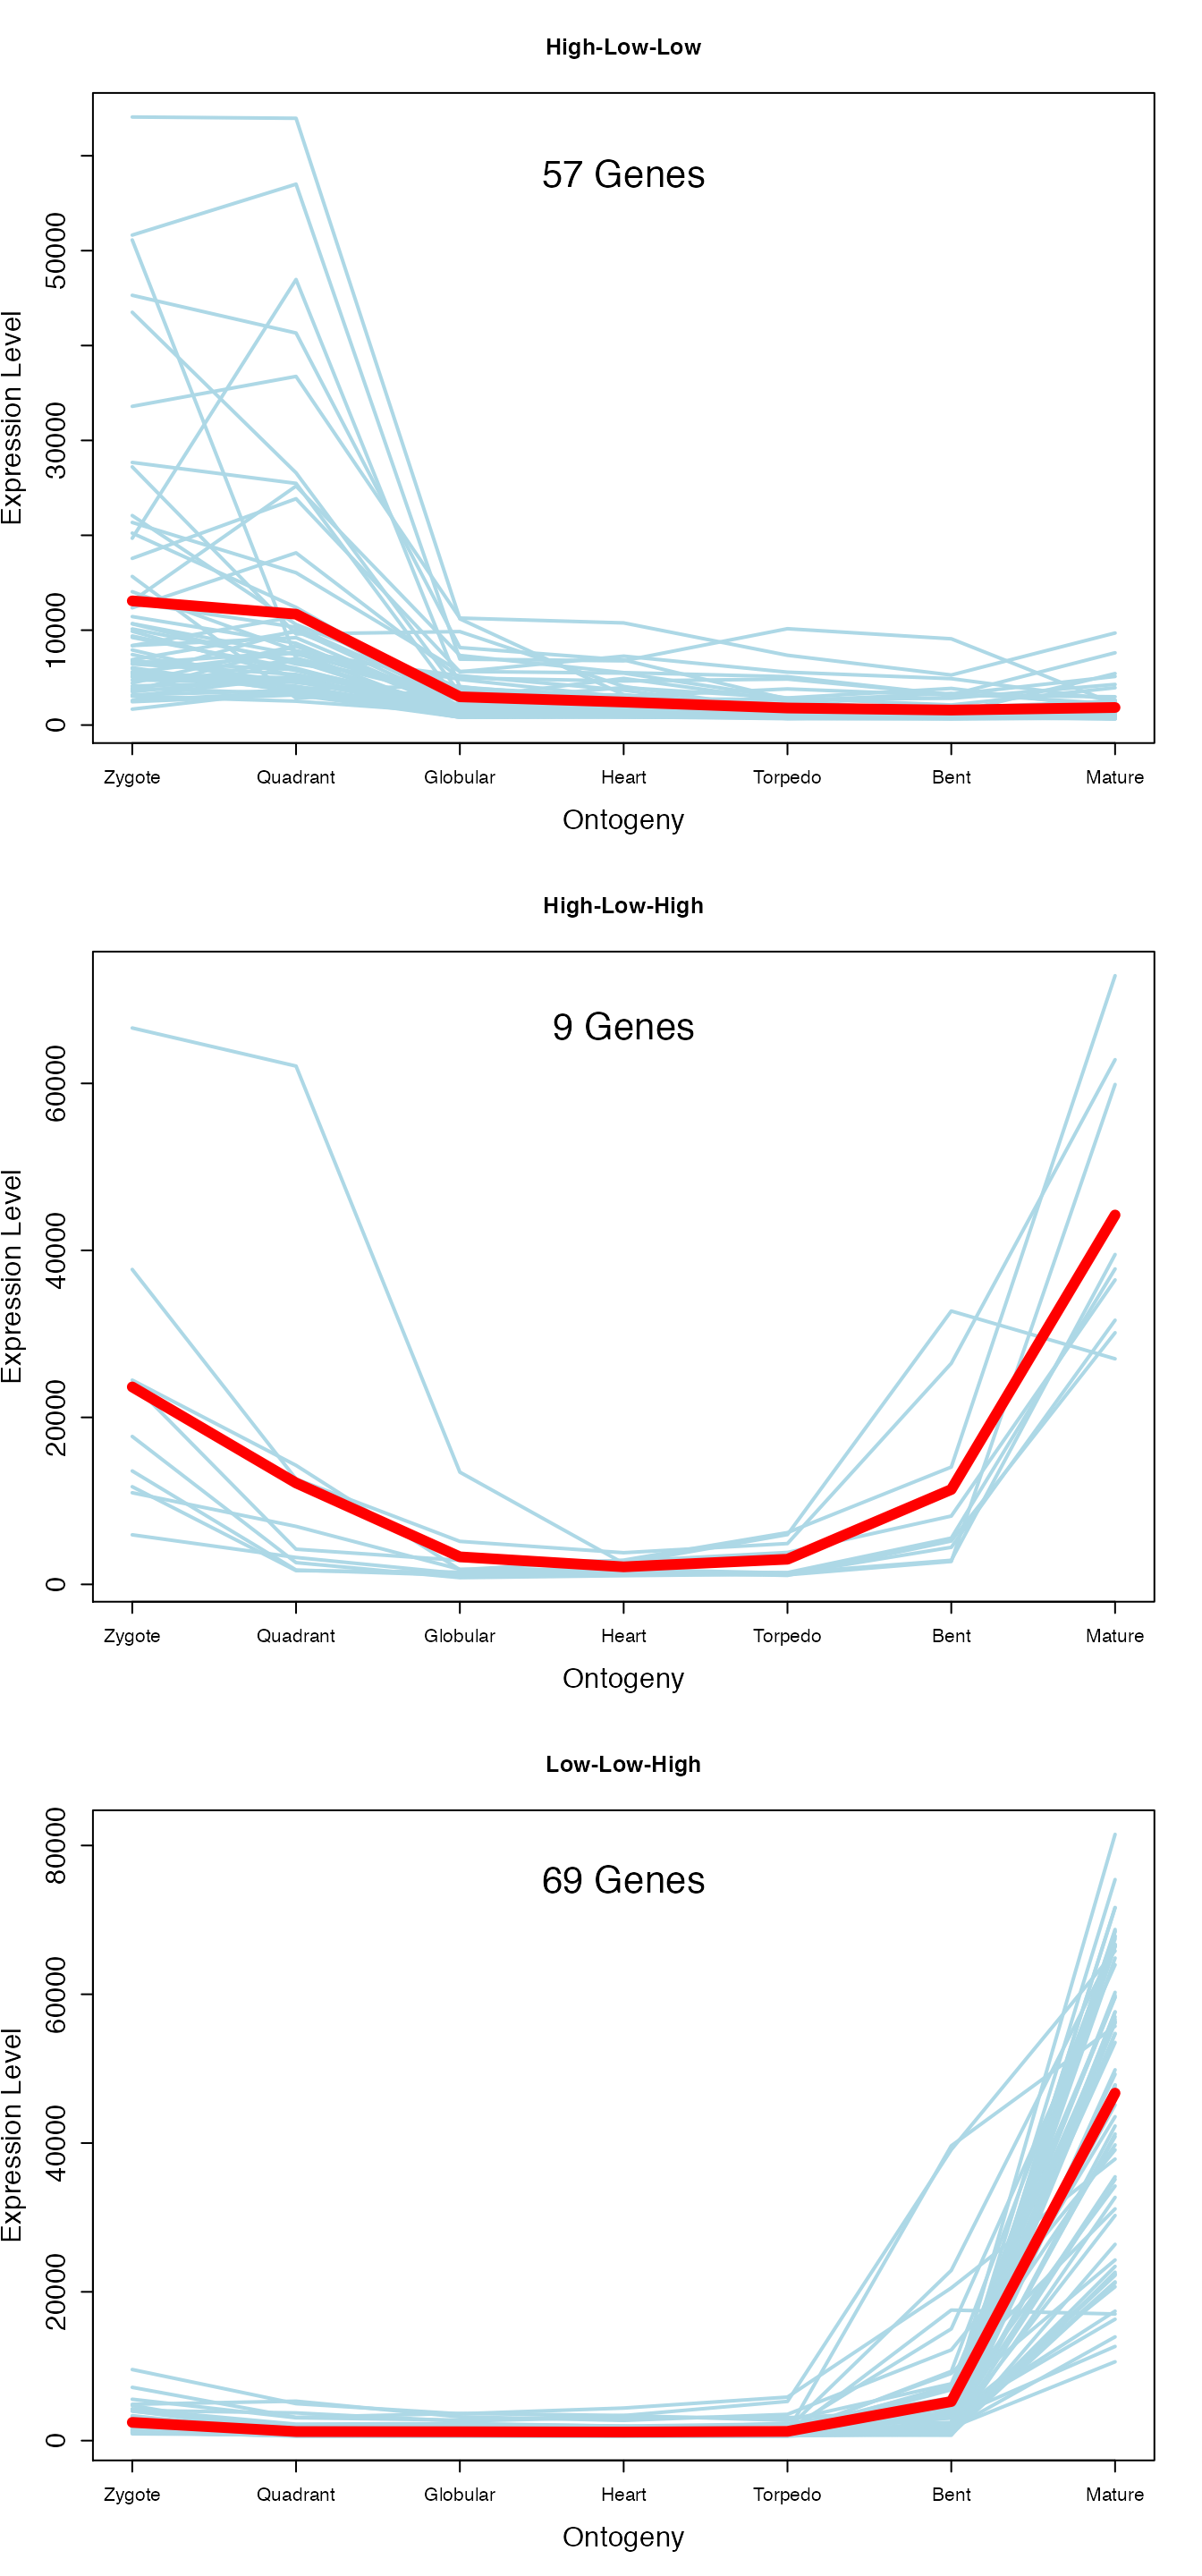 High-Low-Low
57 Genes
Expression Level
50000
30000
10000
0
Zygote Quadrant Globular Heart Torpedo Bent Mature
Ontogeny
High-Low-High
9 Genes
Expression Level
60000
40000
20000
0
Zygote Quadrant Globular Heart Torpedo Bent Mature
Ontogeny
Low-Low-High
69 Genes
Expression Level
80000
60000
40000
20000
0
Zygote Quadrant Globular Heart Torpedo Bent Mature
Ontogeny